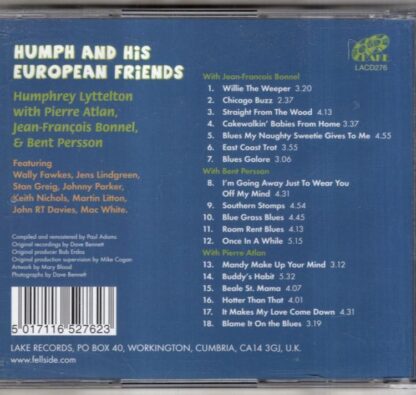 HUMPH AND HIS
EUROPEAN FRIENDS
Humphrey Lyttelton
with Pierre Atlan,
Jean-François Bonnel,
& Bent Persson
Featuring
Wally Fawkes, Jens Lindgreen,
Stan Greig, Johnny Parker,
Keith Nichols, Martin Litton,
John RT Davies, Mac White.
Compiled and remastered by Paul Adams
Original recordings by Dave Bennett
Original producer Bob Erdos
Original production supervision by Mike Cogan
Artwork by Mary Blood
Photographs by Dave Bennett
5 017116 527623
LAKE
LACD276
With Jean-Francois Bonnel
1. Willie The Weeper 3.20
2. Chicago Buzz 2.37
3. Straight From The Wood 4.13
4. Cakewalkin' Babies From Home 3.37
5. Blues My Naughty Sweetie Gives To Me 4.55
6. East Coast Trot 3.55
7. Blues Galore 3.06
With Bent Persson
8. I'm Going Away Just To Wear You
Off My Mind 4.31
9. Southern Stomps 4.54
10. Blue Grass Blues 4.45
11. Room Rent Blues 4.13
12. Once In A While 5.15
With Pierre Atlan
13. Mandy Make Up Your Mind 3.12
14. Buddy's Habit 5.32
15. Beale St. Mama 4.07
16. Hotter Than That 4.01
17. It Makes My Love Come Down 4.31
18. Blame It On the Blues 3.19
LAKE RECORDS, PO BOX 40, WORKINGTON, CUMBRIA, CA14 3GJ, U.K.
www.fellside.com